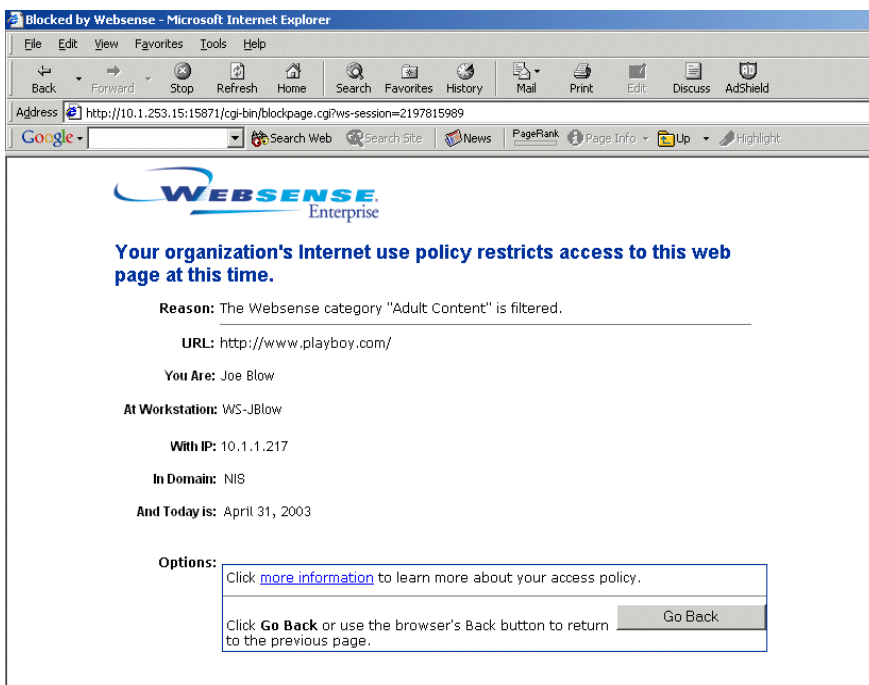 Blocked by Websense - Microsoft Internet Explorer
File Edit View Favorites Tools Help
Back Forward Stop Refresh Home Search Favorites History Mail Print Edit Discuss AdShield
Address http://10.1.253.15:15871/cgi-bin/blockpage.cgi?ws-session=2197815989
Google Search Web Search Site News PageRank Page Info Up Highlight
WEBSENSE.
Enterprise
Your organization's Internet use policy restricts access to this web
page at this time.
Reason: The Websense category "Adult Content" is filtered.
URL: http://www.playboy.com/
You Are: Joe Blow
At Workstation: WS-JBlow
With IP: 10.1.1.217
In Domain: NIS
And Today is: April 31, 2003
Options:
Click more information to learn more about your access policy.
Click Go Back or use the browser's Back button to return
to the previous page.
Go Back